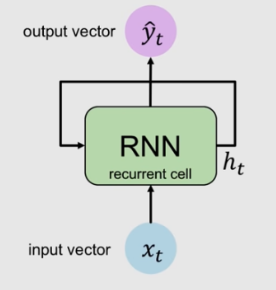 output vector ŷₜ
RNN
recurrent cell
hₜ
input vector xₜ